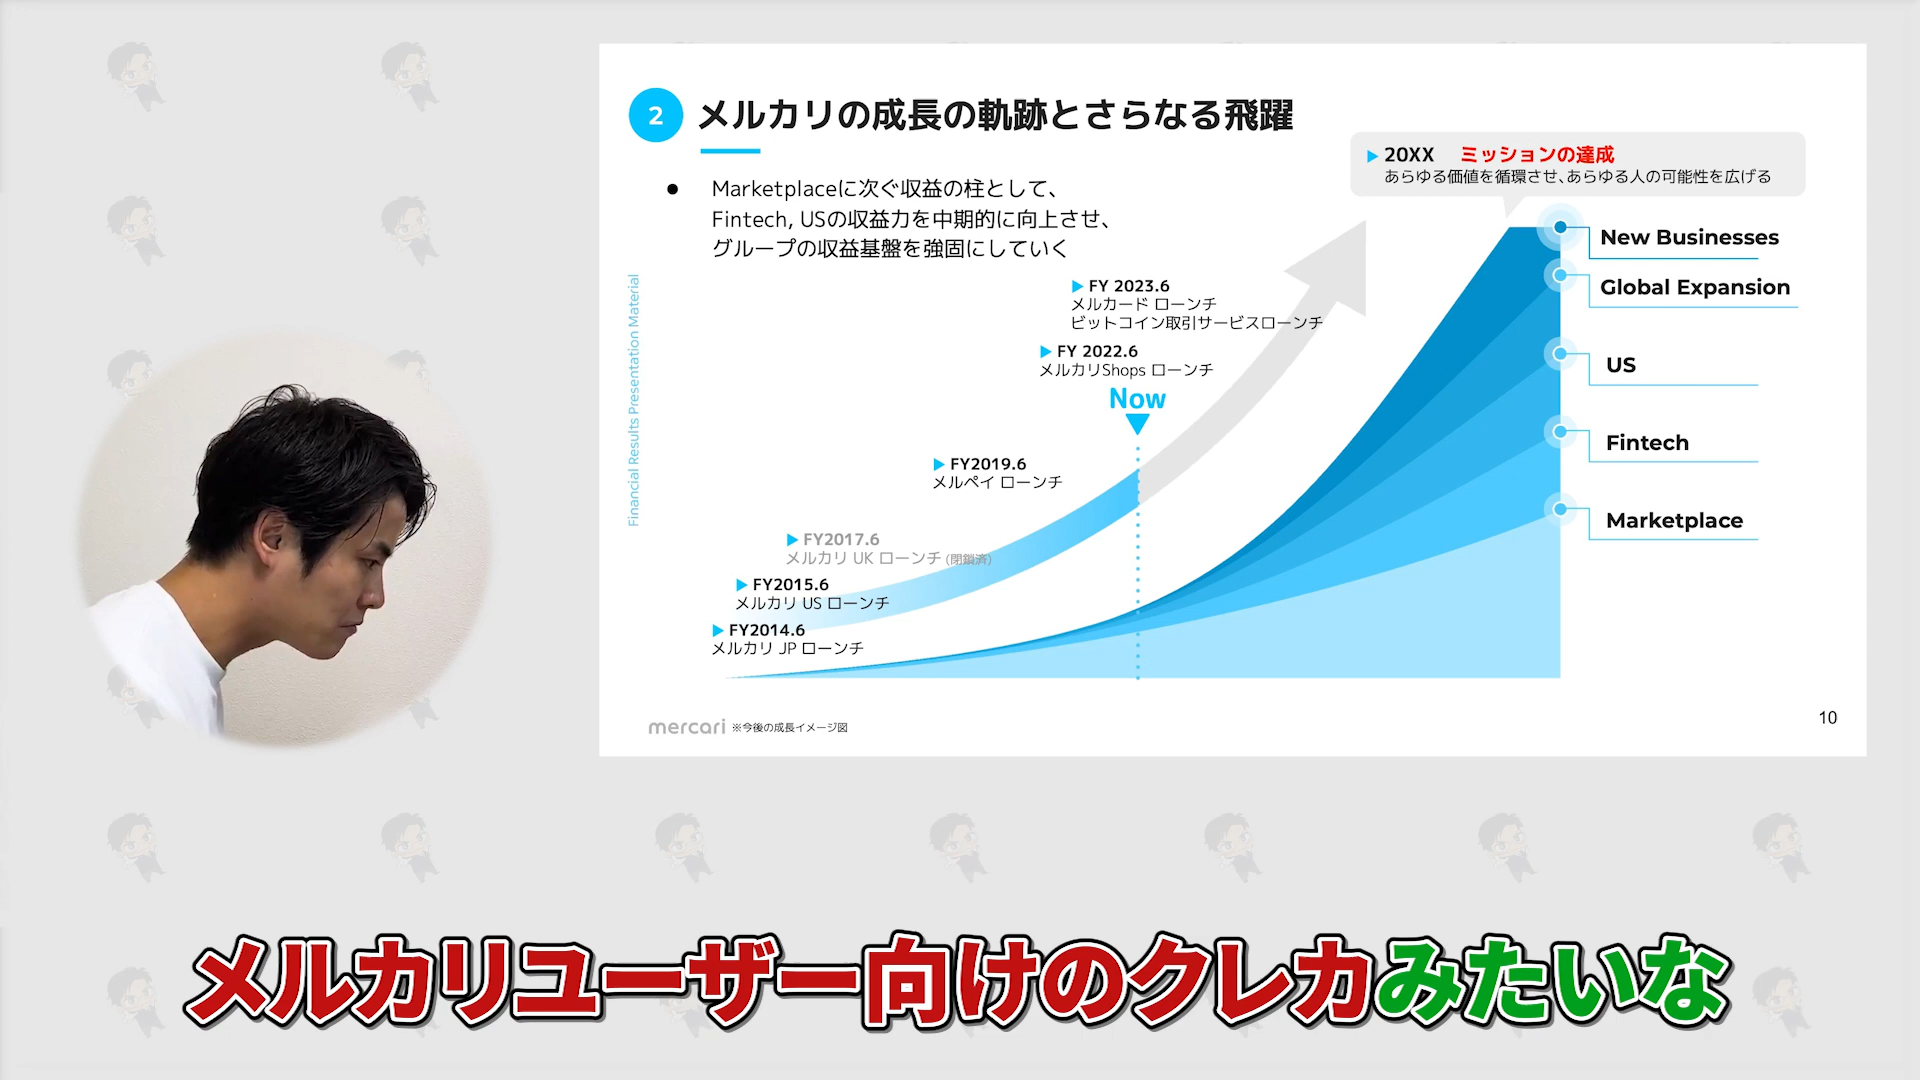 2 メルカリの成長の軌跡とさらなる飛躍
▶ 20XX ミッションの達成
あらゆる価値を循環させ、あらゆる人の可能性を広げる
● Marketplaceに次ぐ収益の柱として、
Fintech, USの収益力を中期的に向上させ、
グループの収益基盤を強固にしていく
Financial Results Presentation Material
▶ FY 2023.6
メルカード ローンチ
ビットコイン取引サービスローンチ
▶ FY 2022.6
メルカリShops ローンチ
Now
▶ FY2019.6
メルペイ ローンチ
▶ FY2017.6
メルカリ UK ローンチ (閉鎖済)
▶ FY2015.6
メルカリ US ローンチ
▶ FY2014.6
メルカリ JP ローンチ
New Businesses
Global Expansion
US
Fintech
Marketplace
mercari ※今後の成長イメージ図
10
メルカリユーザー向けのクレカみたいな